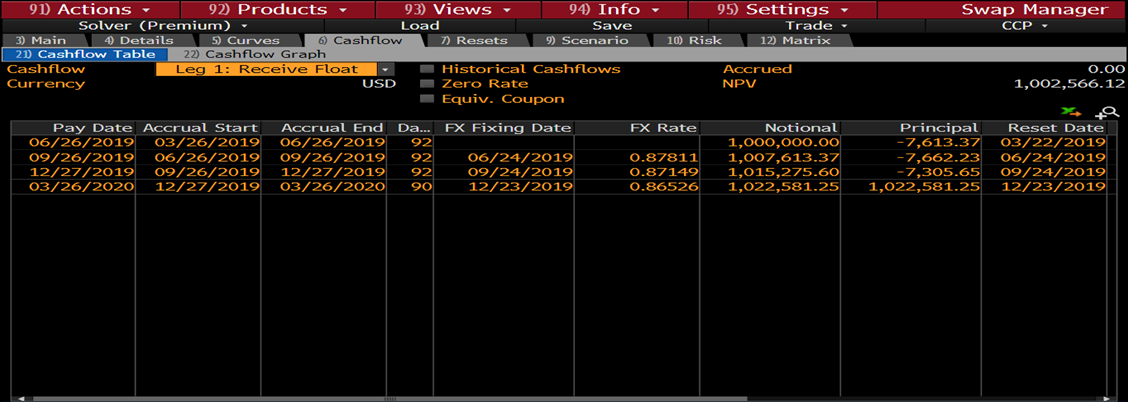 91) Actions 92) Products 93) Views 94) Info 95) Settings Swap Manager
Solver (Premium) Load Save Trade CCP
3) Main 4) Details 5) Curves 6) Cashflow 7) Resets 9) Scenario 10) Risk 12) Matrix
21) Cashflow Table 22) Cashflow Graph
Cashflow Leg 1: Receive Float Historical Cashflows Accrued 0.00
Currency USD Zero Rate NPV 1,002,566.12
Equiv. Coupon
Pay Date Accrual Start Accrual End Da... FX Fixing Date FX Rate Notional Principal Reset Date
06/26/2019 03/26/2019 06/26/2019 92 1,000,000.00 -7,613.37 03/22/2019
09/26/2019 06/26/2019 09/26/2019 92 06/24/2019 0.87811 1,007,613.37 -7,662.23 06/24/2019
12/27/2019 09/26/2019 12/27/2019 92 09/24/2019 0.87149 1,015,275.60 -7,305.65 09/24/2019
03/26/2020 12/27/2019 03/26/2020 90 12/23/2019 0.86526 1,022,581.25 1,022,581.25 12/23/2019